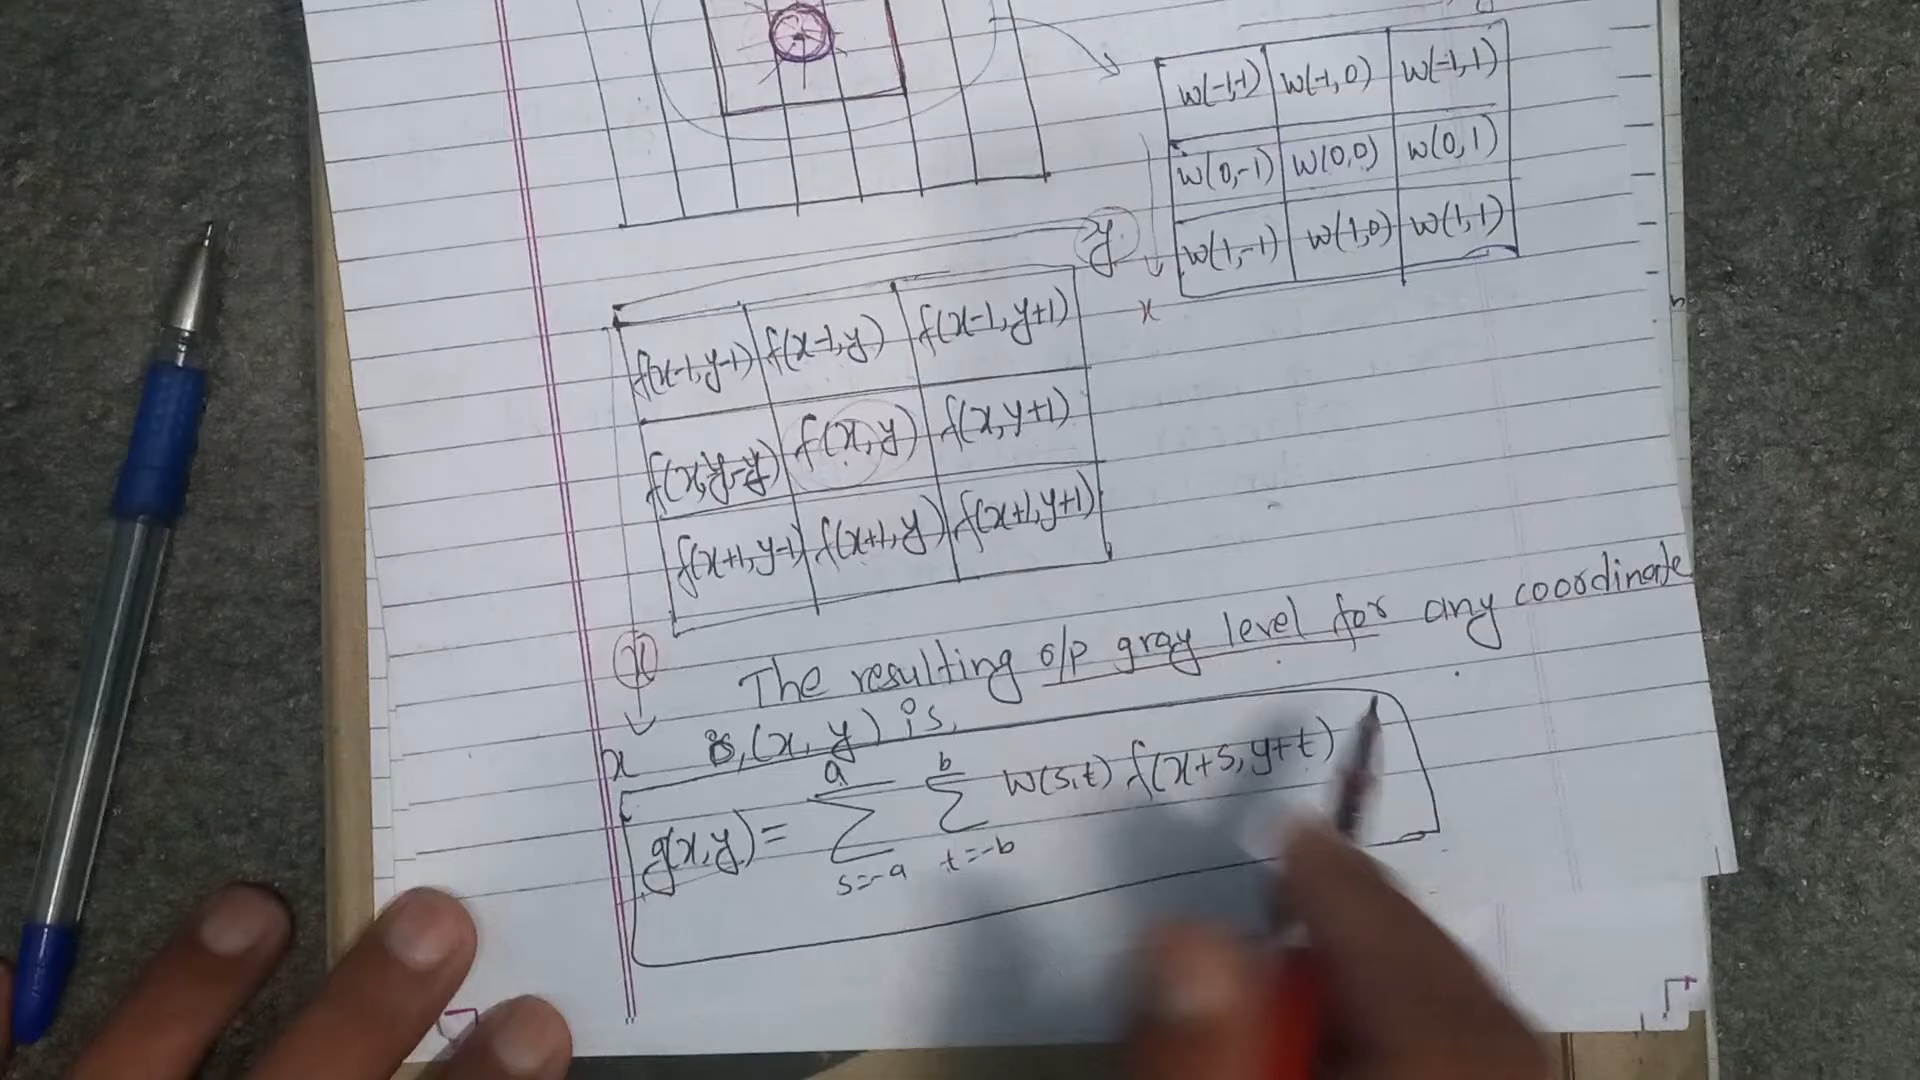 w(-1,-1) w(-1, 0) w(-1, 1)
w(0,-1) w(0,0) w(0, 1)
w(1,-1) w(1,0) w(1, 1)
y
x
f(x-1, y-1) f(x-1, y) f(x-1, y+1)
f(x, y) f(x, y+1)
f(x+1, y-1) f(x+1, y) f(x+1, y+1)
x
The resulting o/p gray level for any coordinate
x
(x, y) is,
g(x,y) = a∑s=-a b∑t=-b w(s,t) f(x+s, y+t)